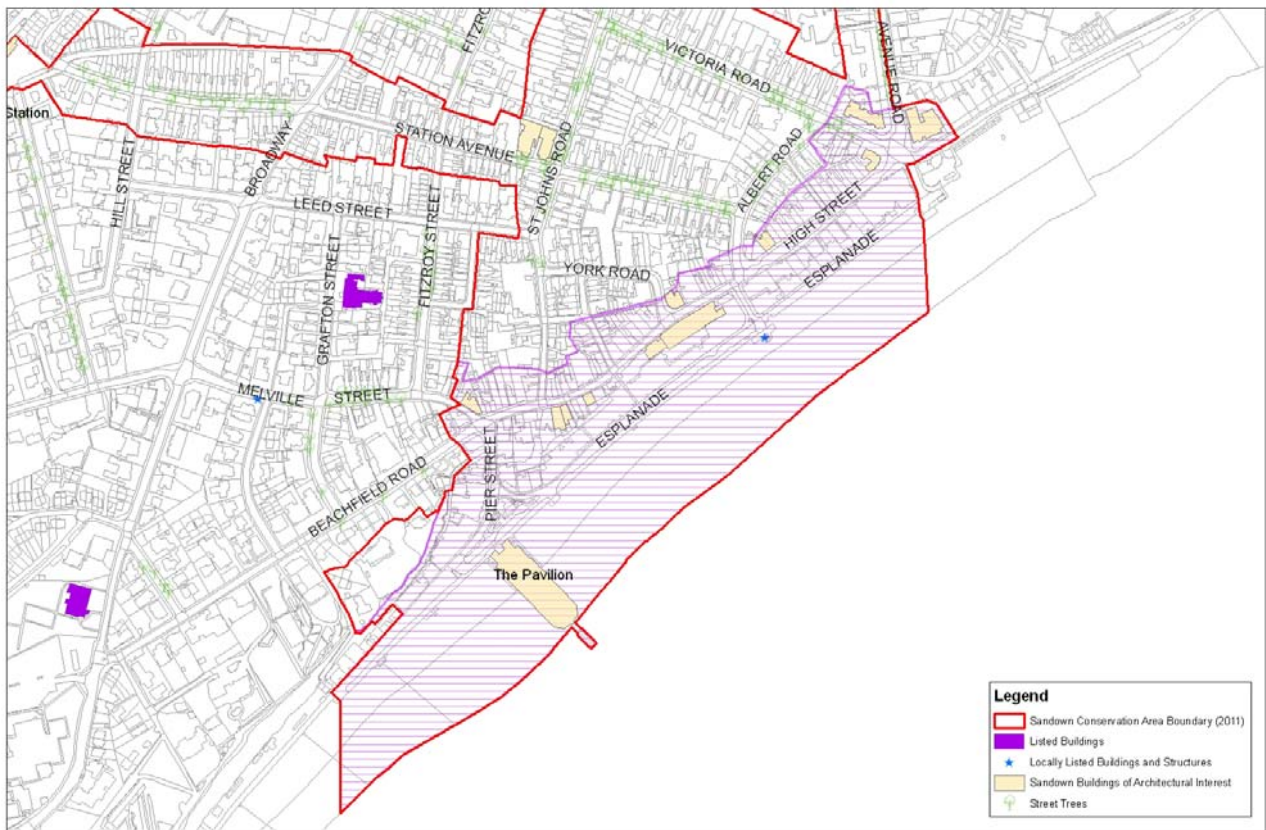 FITZRO
VICTORIA ROAD
AVENUE ROAD
Station
STATION AVENUE
BROADWAY
HILL STREET
ST JOHNS ROAD
ALBERT ROAD
LEED STREET
HIGH STREET
GRAFTON STREET
FITZROY STREET
YORK ROAD
ESPLANADE
MELVILLE STREET
ESPLANADE
PIER STREET
BEACHFIELD ROAD
The Pavilion
Legend
Sandown Conservation Area Boundary (2011)
Listed Buildings
Locally Listed Buildings and Structures
Sandown Buildings of Architectural Interest
Street Trees